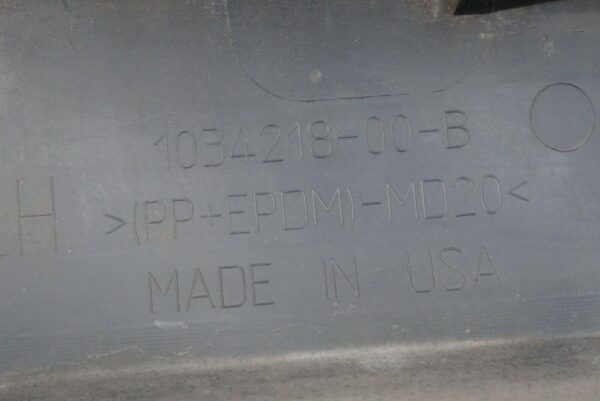 1034218-00-B
H >(PP+EPDM)-MD20<
MADE IN USA